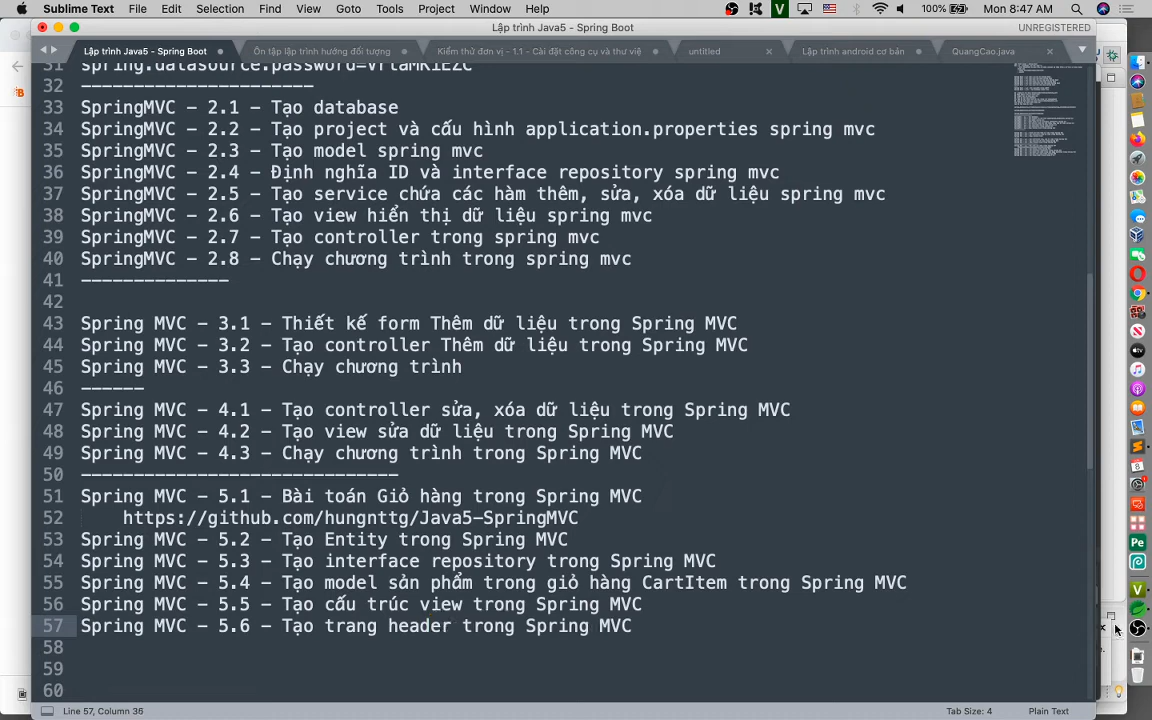 Sublime Text File Edit Selection Find View Goto Tools Project Window Help 100% Mon 8:47 AM
Lập trình Java5 - Spring Boot UNREGISTERED
Lập trình Java5 - Spring Boot Ôn tập lập trình hướng đối tượng Kiểm thử đơn vị - 1.1 - Cài đặt công cụ và thư việ untitled Lập trình android cơ bản QuangCao.java
31
32 ----------------------
33 SpringMVC - 2.1 - Tạo database
34 SpringMVC - 2.2 - Tạo project và cấu hình application.properties spring mvc
35 SpringMVC - 2.3 - Tạo model spring mvc
36 SpringMVC - 2.4 - Định nghĩa ID và interface repository spring mvc
37 SpringMVC - 2.5 - Tạo service chứa các hàm thêm, sửa, xóa dữ liệu spring mvc
38 SpringMVC - 2.6 - Tạo view hiển thị dữ liệu spring mvc
39 SpringMVC - 2.7 - Tạo controller trong spring mvc
40 SpringMVC - 2.8 - Chạy chương trình trong spring mvc
41 --------------
42
43 Spring MVC - 3.1 - Thiết kế form Thêm dữ liệu trong Spring MVC
44 Spring MVC - 3.2 - Tạo controller Thêm dữ liệu trong Spring MVC
45 Spring MVC - 3.3 - Chạy chương trình
46 ------
47 Spring MVC - 4.1 - Tạo controller sửa, xóa dữ liệu trong Spring MVC
48 Spring MVC - 4.2 - Tạo view sửa dữ liệu trong Spring MVC
49 Spring MVC - 4.3 - Chạy chương trình trong Spring MVC
50 ------------------------------
51 Spring MVC - 5.1 - Bài toán Giỏ hàng trong Spring MVC
52 https://github.com/hungnttg/Java5-SpringMVC
53 Spring MVC - 5.2 - Tạo Entity trong Spring MVC
54 Spring MVC - 5.3 - Tạo interface repository trong Spring MVC
55 Spring MVC - 5.4 - Tạo model sản phẩm trong giỏ hàng CartItem trong Spring MVC
56 Spring MVC - 5.5 - Tạo cấu trúc view trong Spring MVC
57 Spring MVC - 5.6 - Tạo trang header trong Spring MVC
58
59
60
Line 57, Column 36 Tab Size: 4 Plain Text